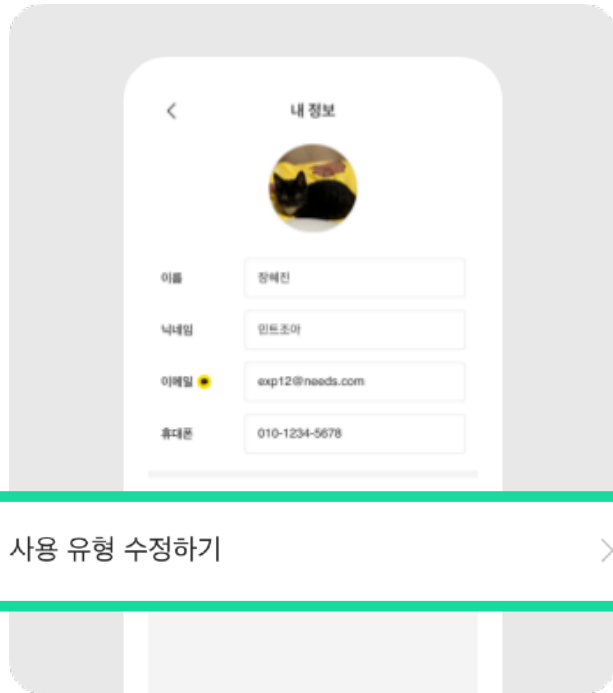 내 정보
이름
장혜진
닉네임
민트조아
이메일
exp12@needs.com
휴대폰
010-1234-5678
사용 유형 수정하기